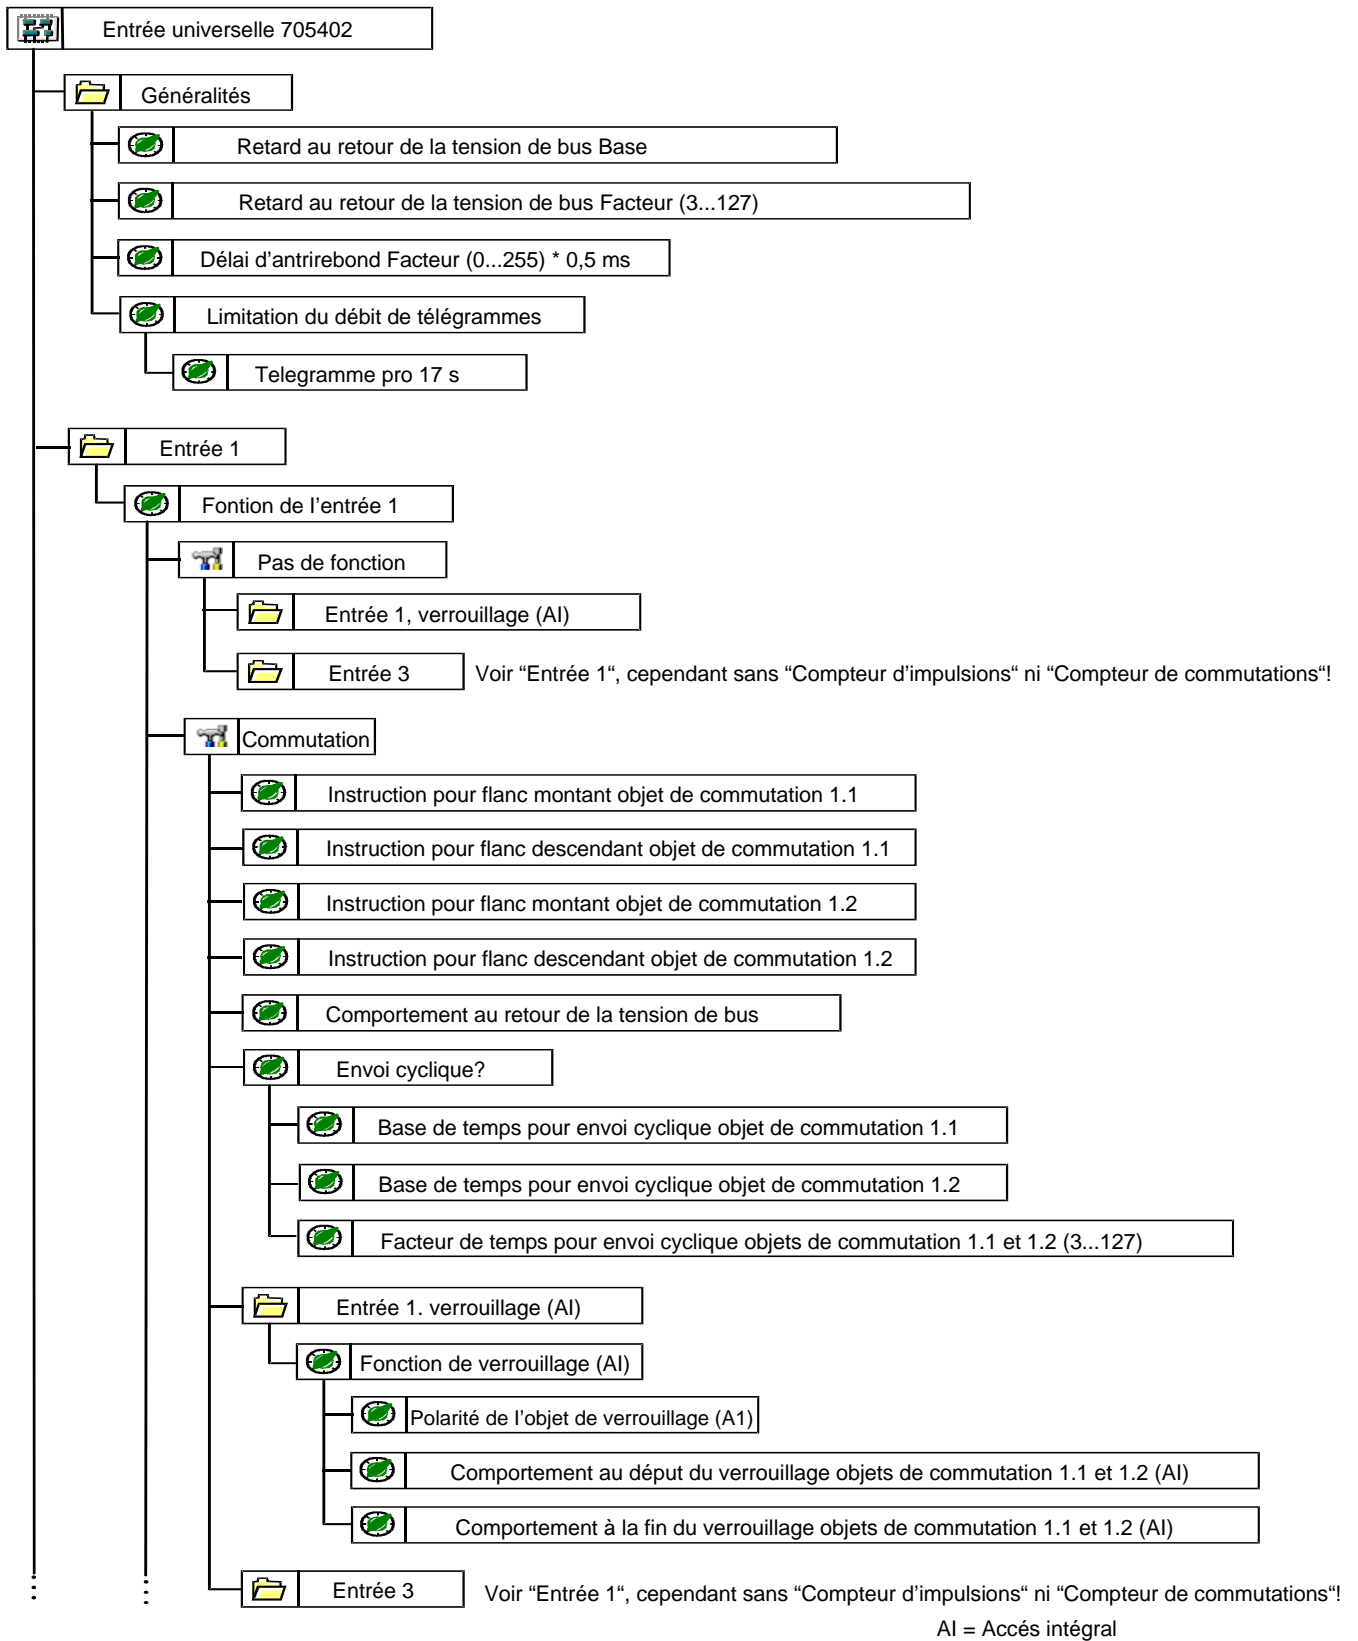 Entrée universelle 705402
Généralités
Retard au retour de la tension de bus Base
Retard au retour de la tension de bus Facteur (3...127)
Délai d’antrirebond Facteur (0...255) * 0,5 ms
Limitation du débit de télégrammes
Telegramme pro 17 s
Entrée 1
Fontion de l’entrée 1
Pas de fonction
Entrée 1, verrouillage (AI)
Entrée 3 Voir “Entrée 1“, cependant sans “Compteur d’impulsions“ ni “Compteur de commutations“!
Commutation
Instruction pour flanc montant objet de commutation 1.1
Instruction pour flanc descendant objet de commutation 1.1
Instruction pour flanc montant objet de commutation 1.2
Instruction pour flanc descendant objet de commutation 1.2
Comportement au retour de la tension de bus
Envoi cyclique?
Base de temps pour envoi cyclique objet de commutation 1.1
Base de temps pour envoi cyclique objet de commutation 1.2
Facteur de temps pour envoi cyclique objets de commutation 1.1 et 1.2 (3...127)
Entrée 1. verrouillage (AI)
Fonction de verrouillage (AI)
Polarité de l’objet de verrouillage (A1)
Comportement au déput du verrouillage objets de commutation 1.1 et 1.2 (AI)
Comportement à la fin du verrouillage objets de commutation 1.1 et 1.2 (AI)
Entrée 3 Voir “Entrée 1“, cependant sans “Compteur d’impulsions“ ni “Compteur de commutations“!
AI = Accés intégral